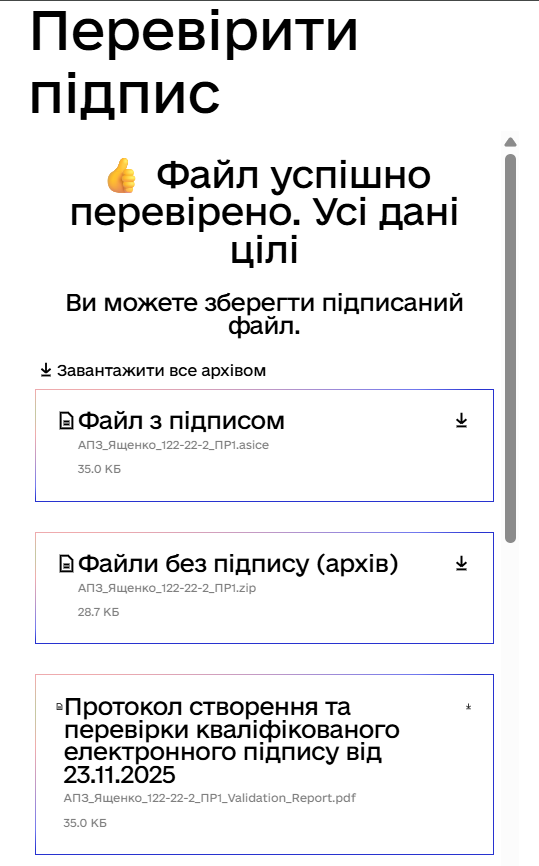 Перевірити
підпис
👍 Файл успішно
перевірено. Усі дані
цілі
Ви можете зберегти підписаний
файл.
Завантажити все архівом
Файл з підписом
АПЗ_Ященко_122-22-2_ПР1.asice
35.0 КБ
Файли без підпису (архів)
АПЗ_Ященко_122-22-2_ПР1.zip
28.7 КБ
Протокол створення та
перевірки кваліфікованого
електронного підпису від
23.11.2025
АПЗ_Ященко_122-22-2_ПР1_Validation_Report.pdf
35.0 КБ